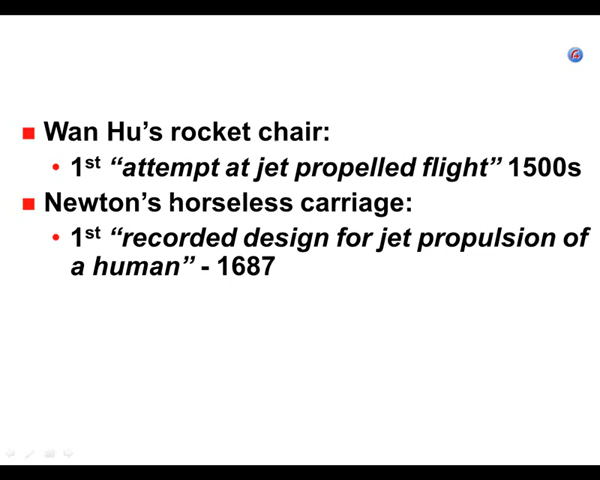 Wan Hu’s rocket chair:
1st “attempt at jet propelled flight” 1500s
Newton’s horseless carriage:
1st “recorded design for jet propulsion of
a human” - 1687